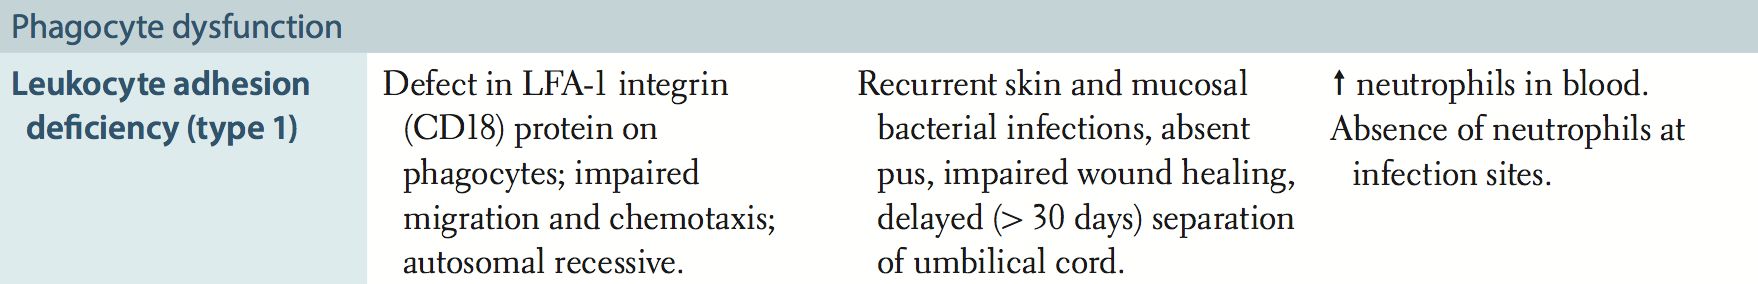 Phagocyte dysfunction
Leukocyte adhesion
deficiency (type 1)
Defect in LFA-1 integrin
(CD18) protein on
phagocytes; impaired
migration and chemotaxis;
autosomal recessive.
Recurrent skin and mucosal
bacterial infections, absent
pus, impaired wound healing,
delayed (> 30 days) separation
of umbilical cord.
↑ neutrophils in blood.
Absence of neutrophils at
infection sites.